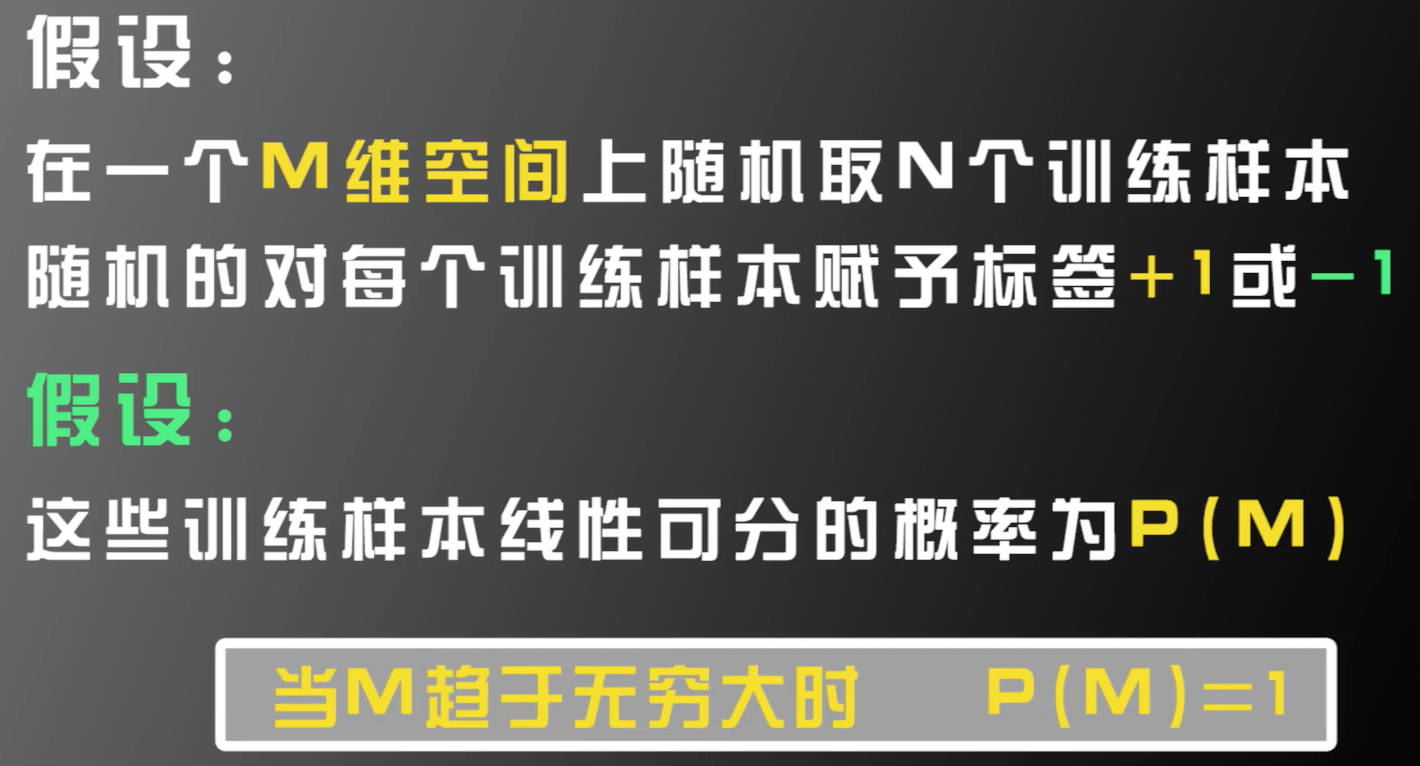 假设：
在一个M维空间上随机取N个训练样本
随机的对每个训练样本赋予标签+1或-1
假设：
这些训练样本线性可分的概率为P(M)
当M趋于无穷大时 P(M)=1